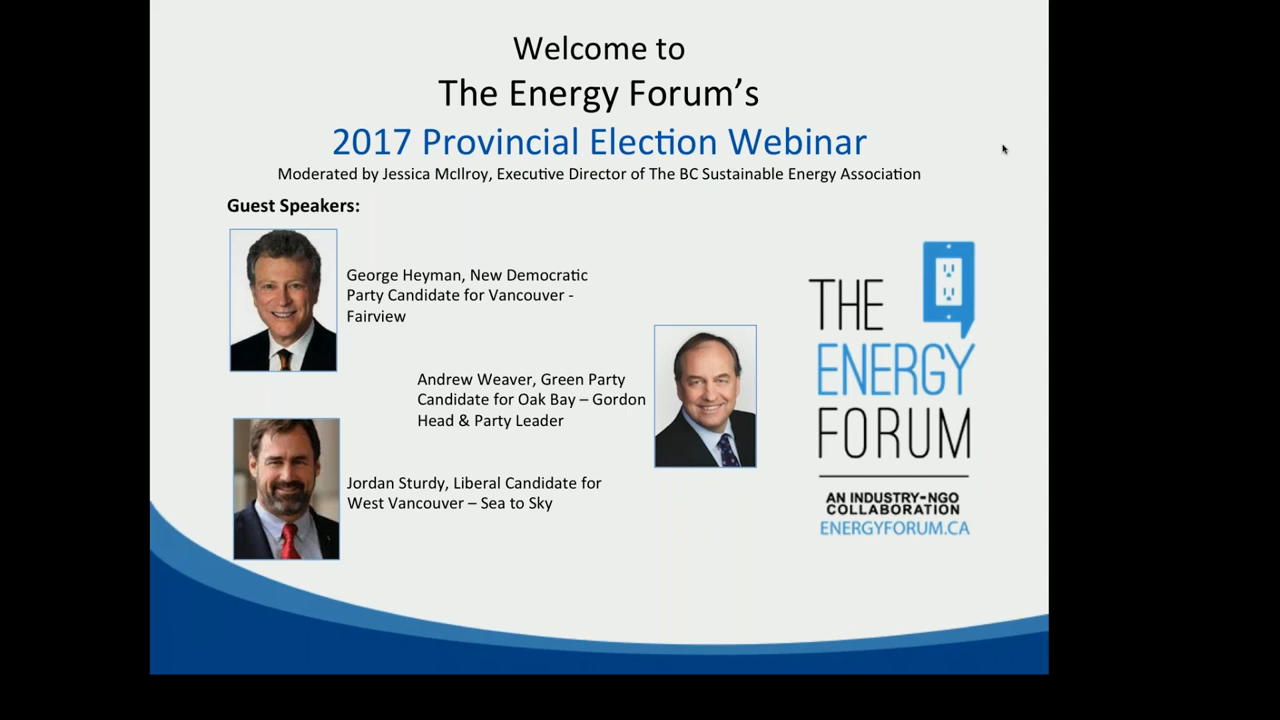 Welcome to
The Energy Forum’s
2017 Provincial Election Webinar
Moderated by Jessica McIlroy, Executive Director of The BC Sustainable Energy Association
Guest Speakers:
George Heyman, New Democratic
Party Candidate for Vancouver -
Fairview
Andrew Weaver, Green Party
Candidate for Oak Bay – Gordon
Head & Party Leader
Jordan Sturdy, Liberal Candidate for
West Vancouver – Sea to Sky
THE
ENERGY
FORUM
AN INDUSTRY-NGO
COLLABORATION
ENERGYFORUM.CA